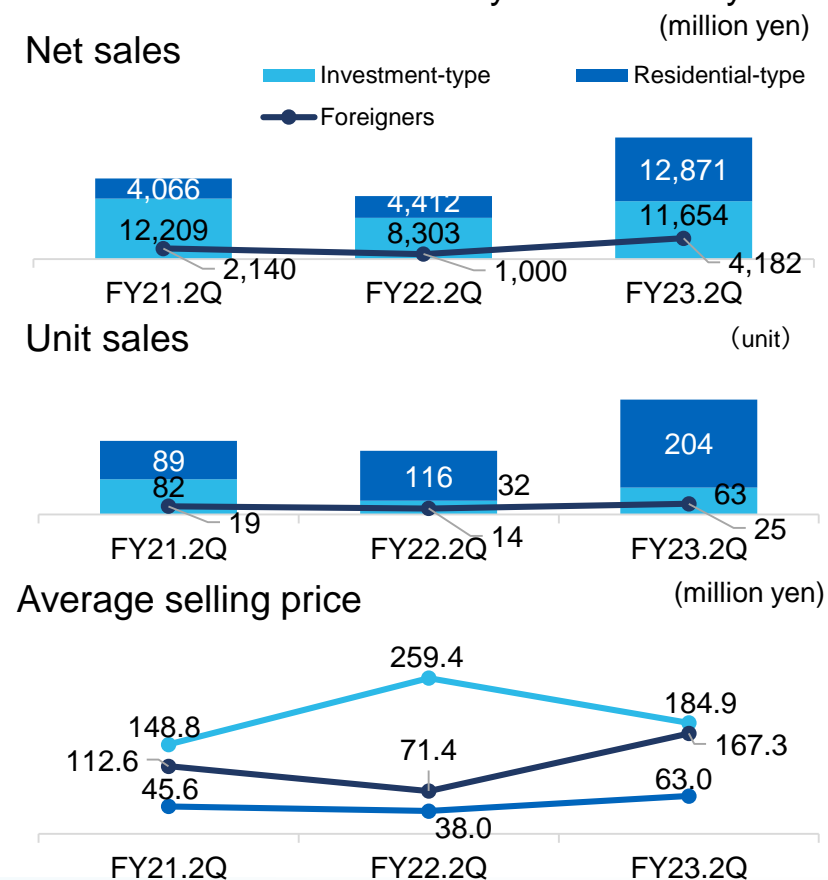 (million yen)
Net sales
Investment-type
Residential-type
Foreigners
4,066
4,412
12,871
12,209
8,303
11,654
2,140
1,000
4,182
FY21.2Q
FY22.2Q
FY23.2Q
Unit sales
（unit）
89
116
204
82
32
63
19
14
25
FY21.2Q
FY22.2Q
FY23.2Q
Average selling price
(million yen)
259.4
148.8
184.9
112.6
71.4
167.3
45.6
38.0
63.0
FY21.2Q
FY22.2Q
FY23.2Q